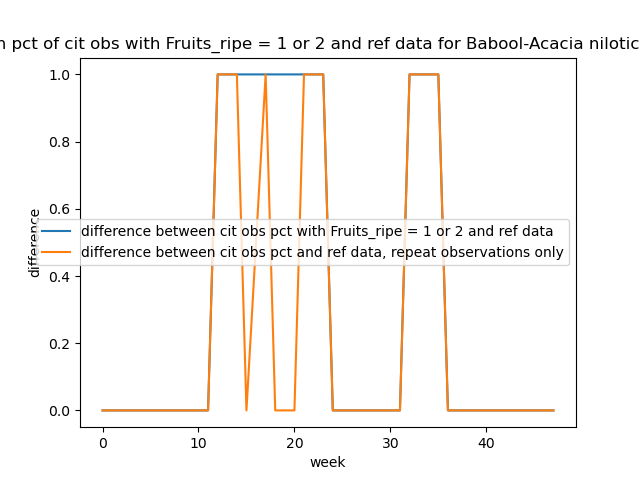 pct of cit obs with Fruits_ripe = 1 or 2 and ref data for Babool-Acacia
1.0
0.8
0.6
0.4
0.2
0.0
difference
difference between cit obs pct with Fruits_ripe = 1 or 2 and ref data
difference between cit obs pct and ref data, repeat observations only
0 10 20 30 40
week